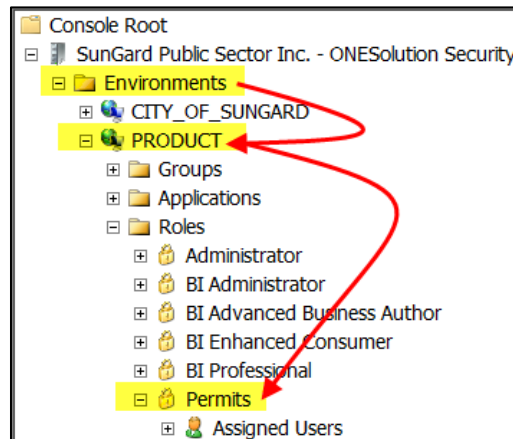 Console Root
SunGard Public Sector Inc. - ONESolution Security
Environments
CITY_OF_SUNGARD
PRODUCT
Groups
Applications
Roles
Administrator
BI Administrator
BI Advanced Business Author
BI Enhanced Consumer
BI Professional
Permits
Assigned Users